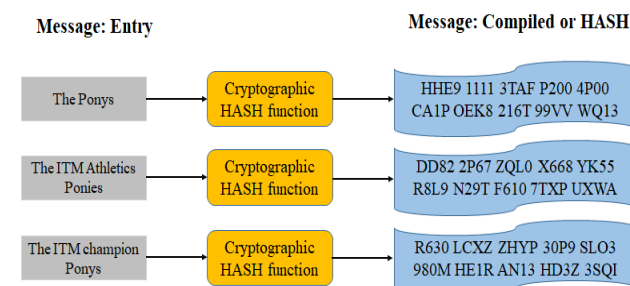 Message: Entry
Message: Compiled or HASH
The Ponys
Cryptographic
HASH function
HHE9 1111 3TAF P200 4P00
CA1P OEK8 216T 99VV WQ13
The ITM Athletics
Ponies
Cryptographic
HASH function
DD82 2P67 ZQL0 X668 YK55
R8L9 N29T F610 7TXP UXWA
The ITM champion
Ponys
Cryptographic
HASH function
R630 LCXZ ZHYP 30P9 SLO3
980M HE1R AN13 HD3Z 3SQI